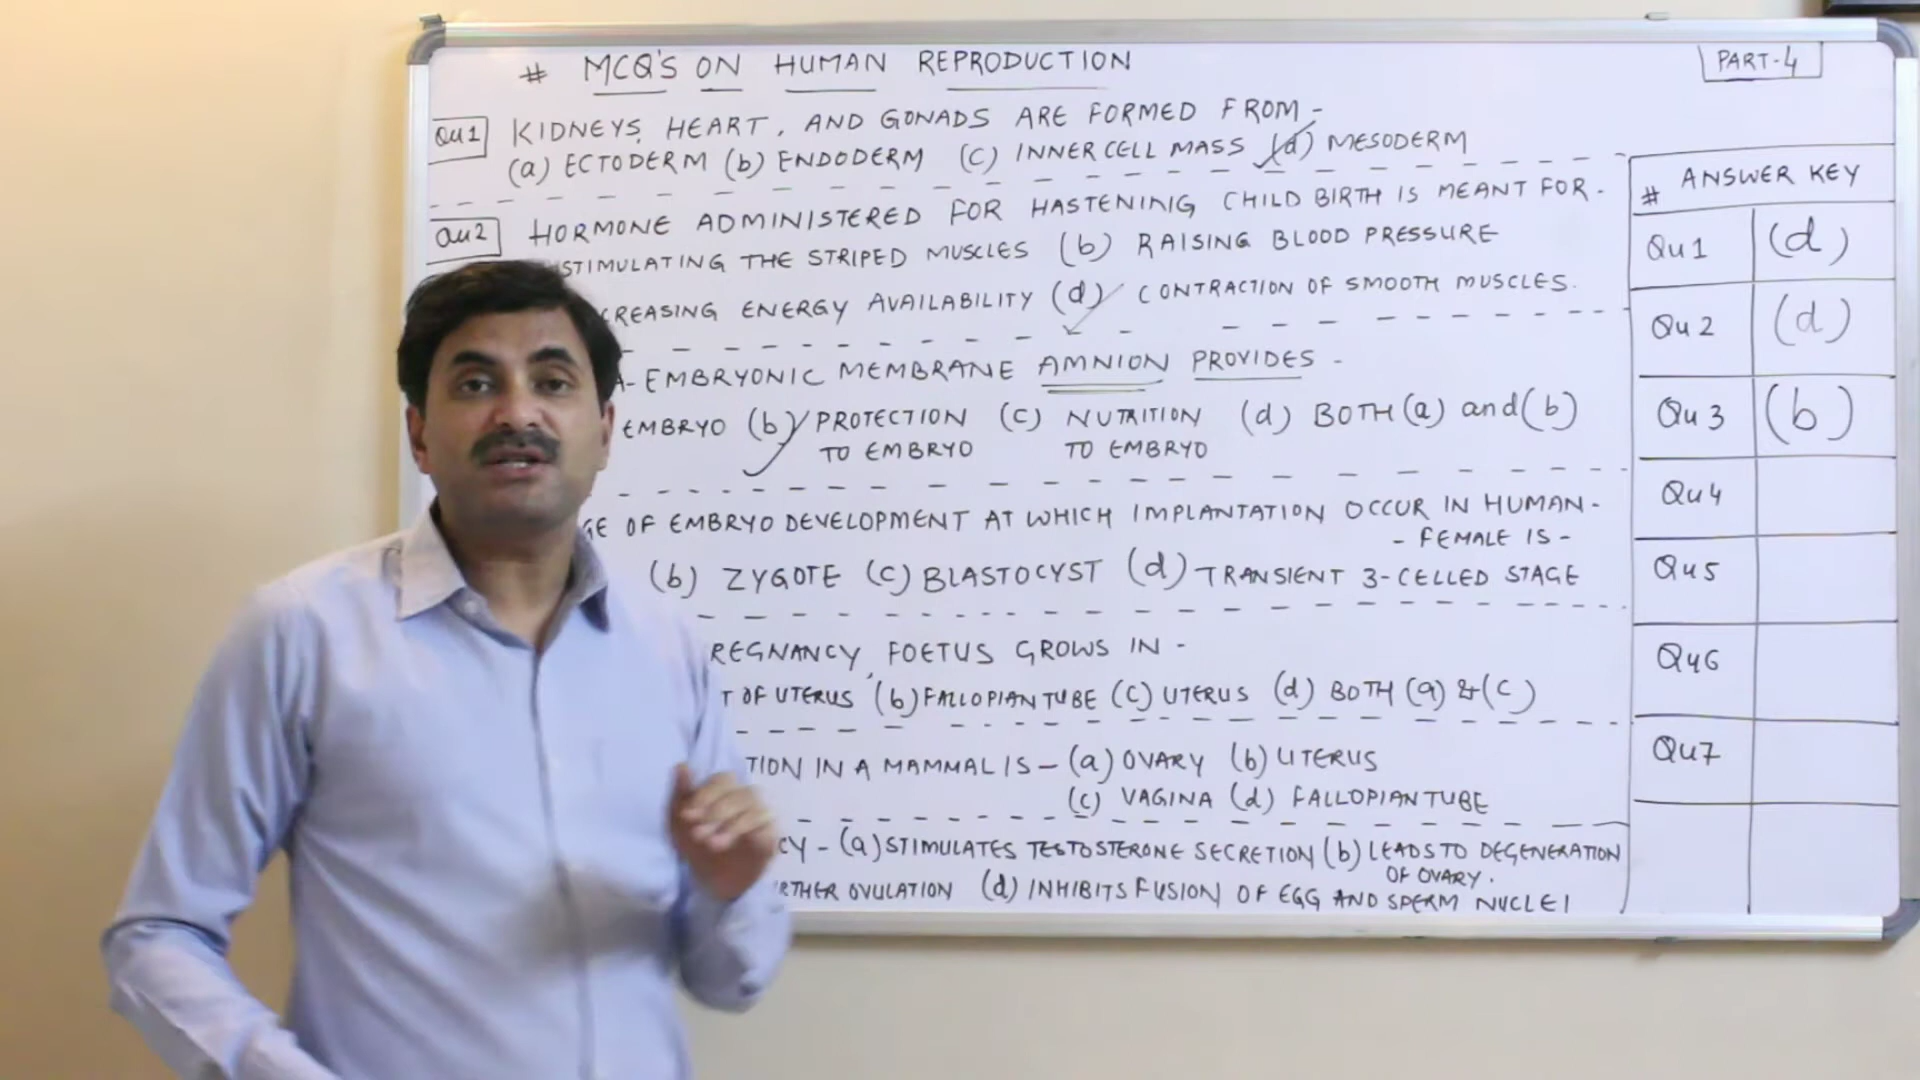 # MCQ'S ON HUMAN REPRODUCTION
PART-4
Qu1 KIDNEYS, HEART, AND GONADS ARE FORMED FROM -
(a) ECTODERM (b) ENDODERM (c) INNER CELL MASS (d) MESODERM
Qu2 HORMONE ADMINISTERED FOR HASTENING CHILD BIRTH IS MEANT FOR -
STIMULATING THE STRIPED MUSCLES (b) RAISING BLOOD PRESSURE
CREASING ENERGY AVAILABILITY (d) CONTRACTION OF SMOOTH MUSCLES.
A-EMBRYONIC MEMBRANE AMNION PROVIDES -
EMBRYO (b) PROTECTION (c) NUTRITION (d) BOTH (a) and (b)
TO EMBRYO TO EMBRYO
GE OF EMBRYO DEVELOPMENT AT WHICH IMPLANTATION OCCUR IN HUMAN -
- FEMALE IS -
(b) ZYGOTE (c) BLASTOCYST (d) TRANSIENT 3-CELLED STAGE
REGNANCY, FOETUS GROWS IN -
T OF UTERUS (b) FALLOPIAN TUBE (c) UTERUS (d) BOTH (a) & (c)
TION IN A MAMMAL IS - (a) OVARY (b) UTERUS
(c) VAGINA (d) FALLOPIAN TUBE
CY - (a) STIMULATES TESTOSTERONE SECRETION (b) LEADS TO DEGENERATION
OF OVARY.
RTHER OVULATION (d) INHIBITS FUSION OF EGG AND SPERM NUCLEI
# ANSWER KEY
Qu1 (d)
Qu2 (d)
Qu3 (b)
Qu4
Qu5
Qu6
Qu7